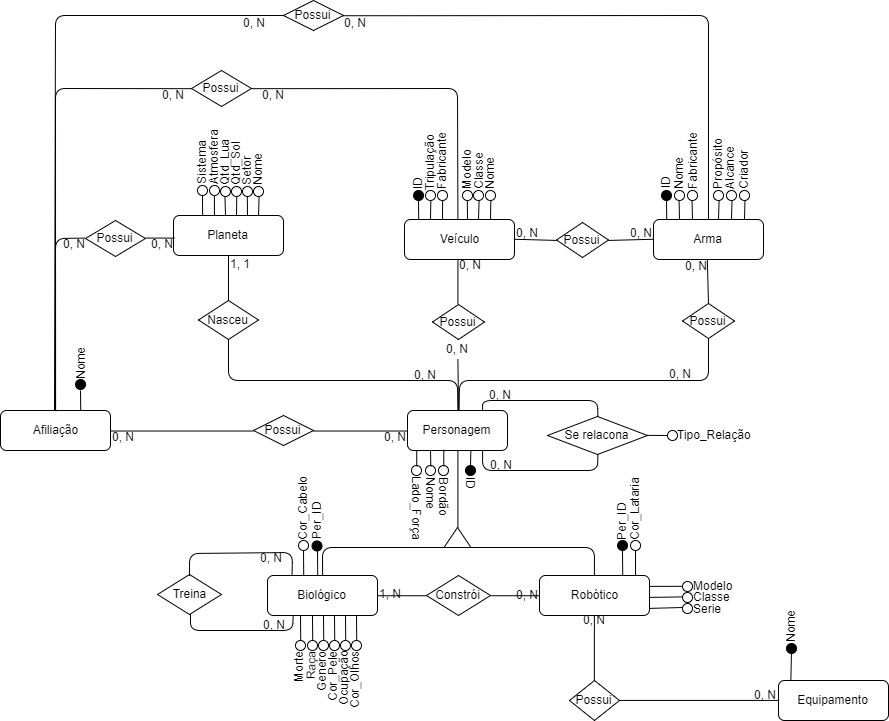 Possui
0, N
0, N
Possui
0, N
0, N
Sistema
Atmosfera
Qtd_Lua
Qtd_Sol
Setor
Nome
ID
Tripulação
Fabricante
Modelo
Classe
Nome
ID
Nome
Fabricante
Propósito
Alcance
Criador
Possui
0, N
0, N
Planeta
1, 1
Veículo
0, N
0, N
Possui
0, N
Arma
0, N
Nasceu
Possui
0, N
Possui
0, N
0, N
Nome
Afiliação
0, N
Possui
0, N
Personagem
0, N
0, N
Se relacona
Tipo_Relação
Lado_Força
Nome
Bordão
ID
Cor_Cabelo
Per_ID
Per_ID
Cor_Lataria
0, N
Treina
0, N
Biológico
1, N
Constrói
0, N
Robótico
0, N
Modelo
Classe
Serie
Morte
Raça
Genero
Cor_Pele
Ocupação
Cor_Olhos
Nome
Possui
0, N
Equipamento